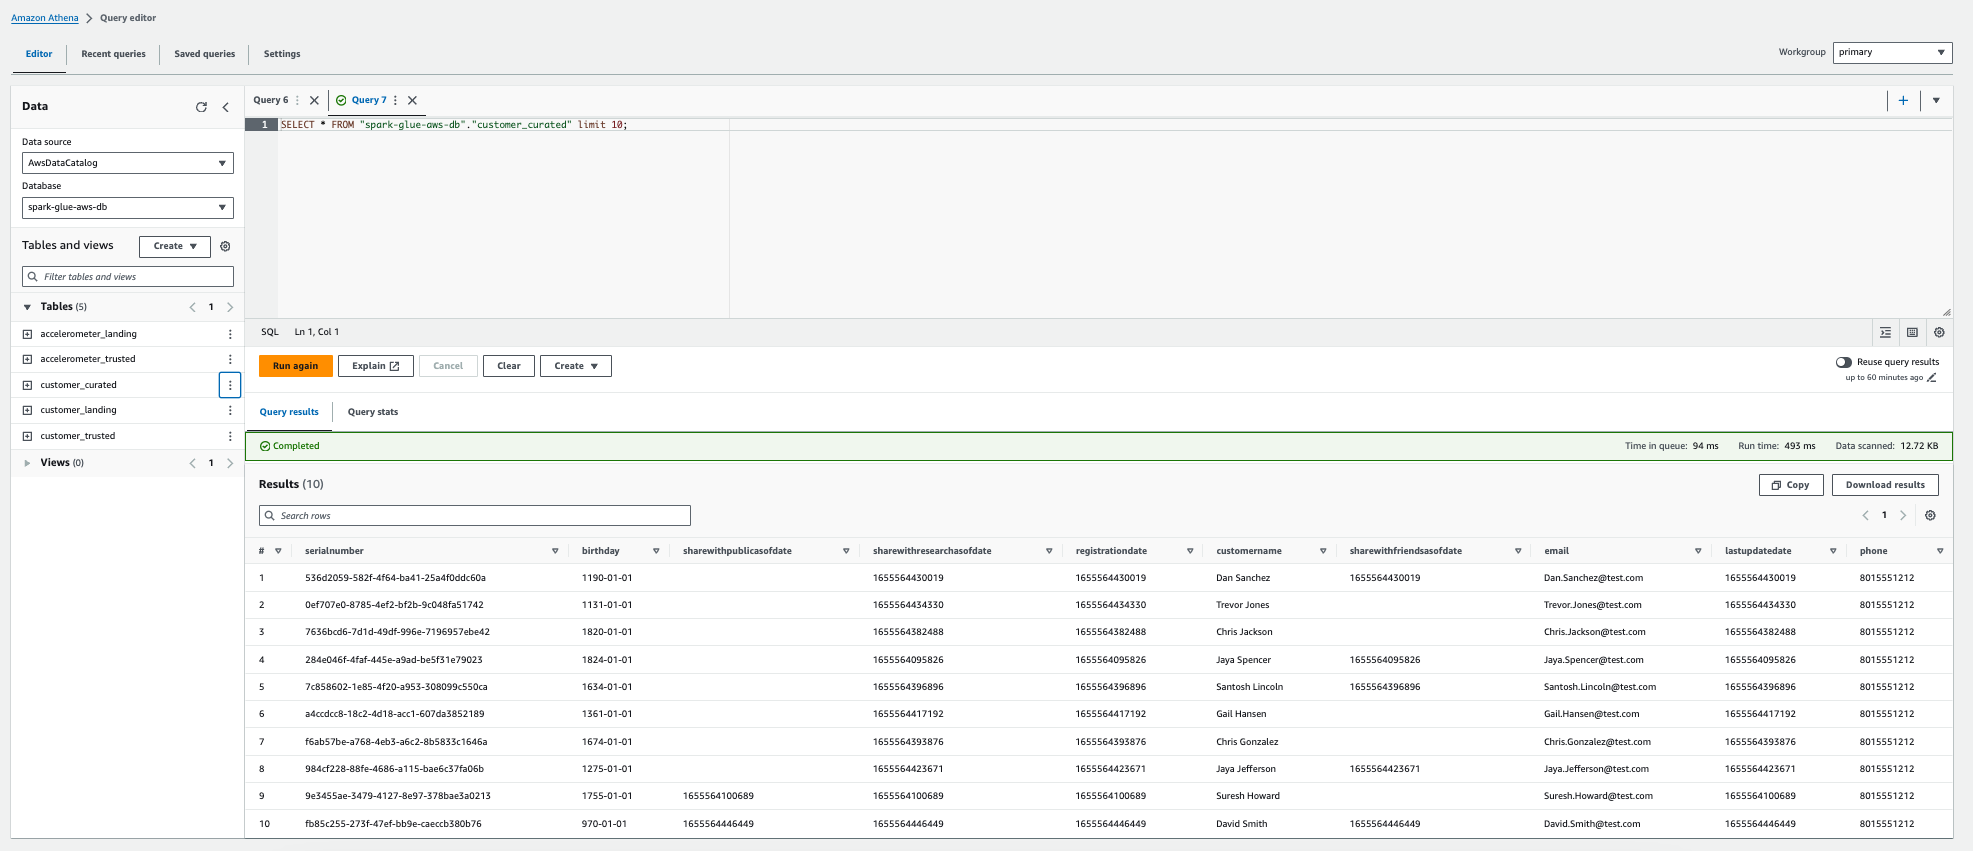 Amazon Athena > Query editor
Editor Recent queries Saved queries Settings
Workgroup primary
Data
Data source
AwsDataCatalog
Database
spark-glue-aws-db
Tables and views Create
Filter tables and views
Tables (5) < 1 >
accelerometer_landing
accelerometer_trusted
customer_curated
customer_landing
customer_trusted
Views (0) < 1 >
Query 6 Query 7
1 SELECT * FROM "spark-glue-aws-db"."customer_curated" limit 10;
SQL Ln 1, Col 1
Run again Explain Cancel Clear Create
Reuse query results
up to 60 minutes ago
Query results Query stats
Completed Time in queue: 94 ms Run time: 493 ms Data scanned: 12.72 KB
Results (10) Copy Download results
Search rows < 1 >
# serialnumber birthday sharewithpublicasofdate sharewithresearchasofdate registrationdate customername sharewithfriendsasofdate email lastupdatedate phone
1 536d2059-582f-4f64-ba41-25a4f0ddc60a 1190-01-01 1655564430019 1655564430019 Dan Sanchez 1655564430019 Dan.Sanchez@test.com 1655564430019 8015551212
2 0ef707e0-8785-4ef2-bf2b-9c048fa51742 1131-01-01 1655564434330 1655564434330 Trevor Jones Trevor.Jones@test.com 1655564434330 8015551212
3 7636bcd6-7d1d-49df-996e-7196957ebe42 1820-01-01 1655564382488 1655564382488 Chris Jackson Chris.Jackson@test.com 1655564382488 8015551212
4 284e046f-4faf-445e-a9ad-be5f31e79023 1824-01-01 1655564095826 1655564095826 Jaya Spencer 1655564095826 Jaya.Spencer@test.com 1655564095826 8015551212
5 7c858602-1e85-4f20-a953-308099c550ca 1634-01-01 1655564396896 1655564396896 Santosh Lincoln 1655564396896 Santosh.Lincoln@test.com 1655564396896 8015551212
6 a4ccdcc8-18c2-4d18-acc1-607da3852189 1361-01-01 1655564417192 1655564417192 Gail Hansen Gail.Hansen@test.com 1655564417192 8015551212
7 f6ab57be-a768-4eb3-a6c2-8b5833c1646a 1674-01-01 1655564393876 1655564393876 Chris Gonzalez Chris.Gonzalez@test.com 1655564393876 8015551212
8 984cf228-88fe-4686-a115-bae6c37fa06b 1275-01-01 1655564423671 1655564423671 Jaya Jefferson 1655564423671 Jaya.Jefferson@test.com 1655564423671 8015551212
9 9e3455ae-3479-4127-8e97-378bae3a0213 1755-01-01 1655564100689 1655564100689 1655564100689 Suresh Howard Suresh.Howard@test.com 1655564100689 8015551212
10 fb85c255-273f-47ef-bb9e-caeccb380b76 970-01-01 1655564446449 1655564446449 1655564446449 David Smith 1655564446449 David.Smith@test.com 1655564446449 8015551212